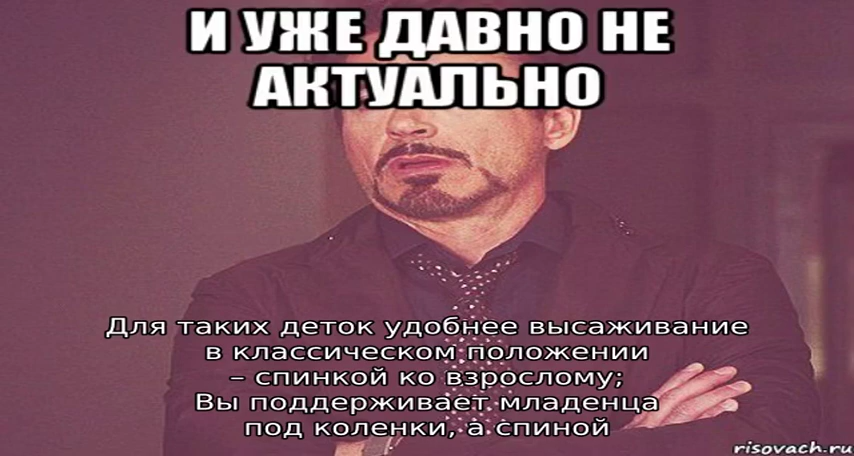 И УЖЕ ДАВНО НЕ
АКТУАЛЬНО
Для таких деток удобнее высаживание
в классическом положении
– спинкой ко взрослому;
Вы поддерживает младенца
под коленки, а спиной
risovach.ru